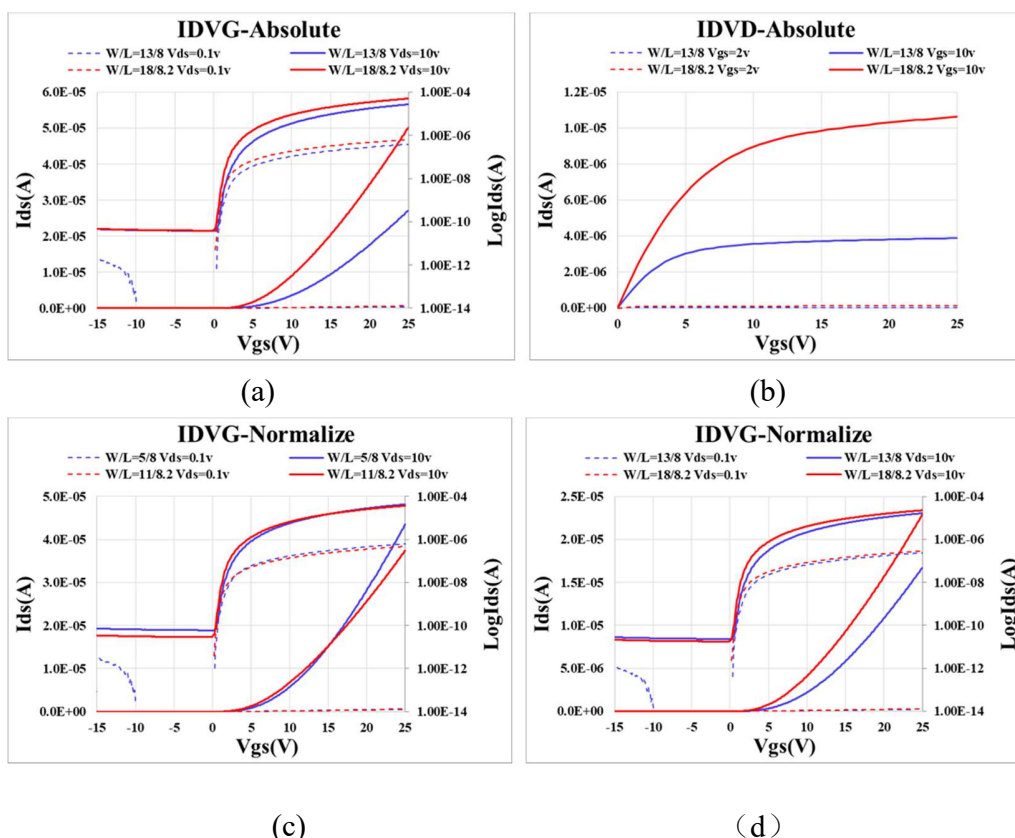 IDVG-Absolute
W/L=13/8 Vds=0.1v W/L=13/8 Vds=10v
W/L=18/8.2 Vds=0.1v W/L=18/8.2 Vds=10v
6.0E-05 1.00E-04
5.0E-05 1.00E-06
4.0E-05 1.00E-08
3.0E-05
2.0E-05 1.00E-10
1.0E-05 1.00E-12
0.0E+00 1.00E-14
-15 -10 -5 0 5 10 15 20 25
Ids(A)
LogIds(A)
Vgs(V)
(a)
IDVD-Absolute
W/L=13/8 Vgs=2v W/L=13/8 Vgs=10v
W/L=18/8.2 Vgs=2v W/L=18/8.2 Vgs=10v
1.2E-05
1.0E-05
8.0E-06
6.0E-06
4.0E-06
2.0E-06
0.0E+00
0 5 10 15 20 25
Ids(A)
Vgs(V)
(b)
IDVG-Normalize
W/L=5/8 Vds=0.1v W/L=5/8 Vds=10v
W/L=11/8.2 Vds=0.1v W/L=11/8.2 Vds=10v
5.0E-05 1.00E-04
4.0E-05 1.00E-06
3.0E-05 1.00E-08
2.0E-05 1.00E-10
1.0E-05 1.00E-12
0.0E+00 1.00E-14
-15 -10 -5 0 5 10 15 20 25
Ids(A)
LogIds(A)
Vgs(V)
(c)
IDVG-Normalize
W/L=13/8 Vds=0.1v W/L=13/8 Vds=10v
W/L=18/8.2 Vds=0.1v W/L=18/8.2 Vds=10v
2.5E-05 1.00E-04
2.0E-05 1.00E-06
1.5E-05 1.00E-08
1.0E-05 1.00E-10
5.0E-06 1.00E-12
0.0E+00 1.00E-14
-15 -10 -5 0 5 10 15 20 25
Ids(A)
LogIds(A)
Vgs(V)
（d）